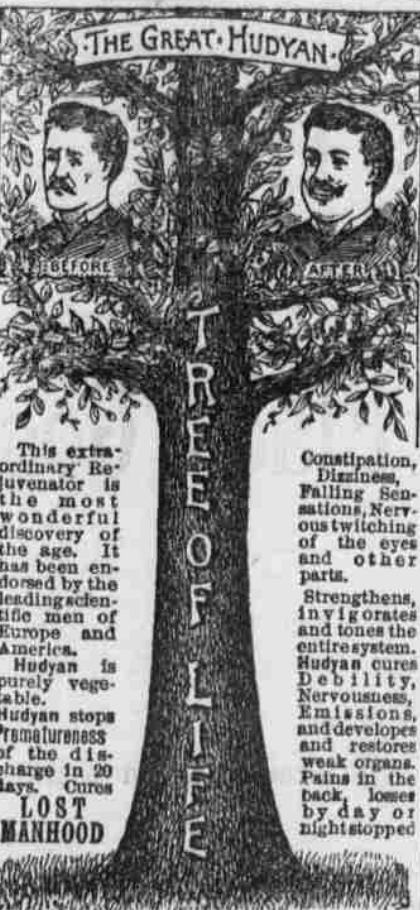 THE GREAT HUDYAN.
BEFORE
AFTER
TREE OF LIFE
This extra-
ordinary Re-
juvenator is
the most
wonderful
discovery of
the age. It
has been en-
dorsed by the
leading scien-
tific men of
Europe and
America.
Hudyan is
purely vege-
table.
Hudyan stops
Prematureness
of the dis-
charge in 20
days. Cures
LOST
MANHOOD
Constipation,
Dizziness,
Falling Sen-
sations, Nerv-
ous twitching
of the eyes
and other
parts.
Strengthens,
invigorates
and tones the
entire system.
Hudyan cures
Debility,
Nervousness,
Emissions,
and developes
and restores
weak organs.
Pains in the
back, losses
by day or
night stopped